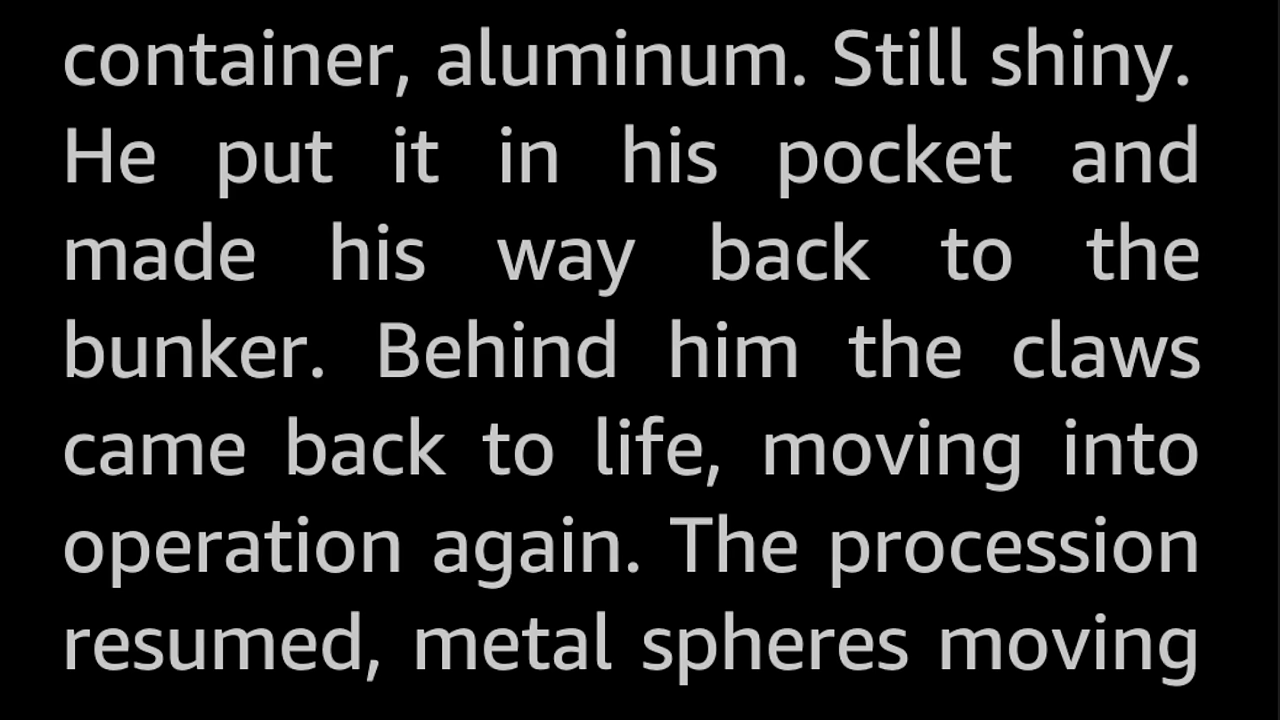 container, aluminum. Still shiny.
He put it in his pocket and
made his way back to the
bunker. Behind him the claws
came back to life, moving into
operation again. The procession
resumed, metal spheres moving